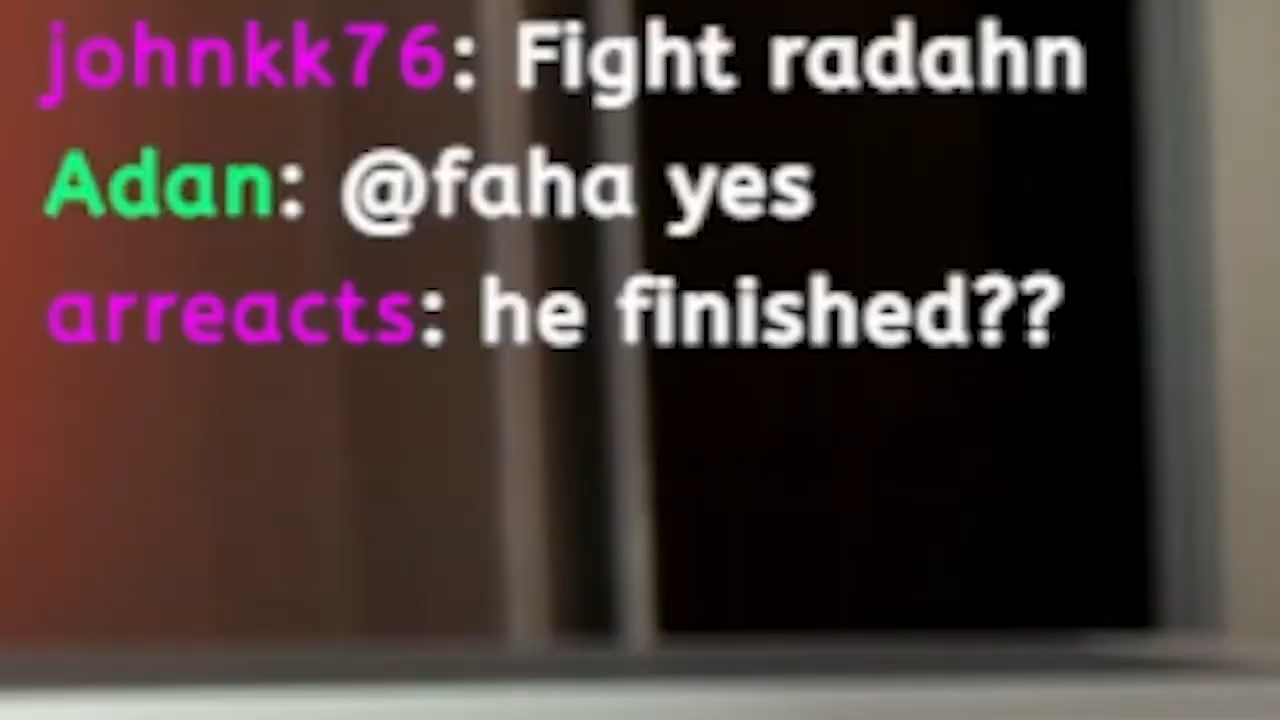 johnkk76: Fight radahn
Adan: @faha yes
arreacts: he finished??